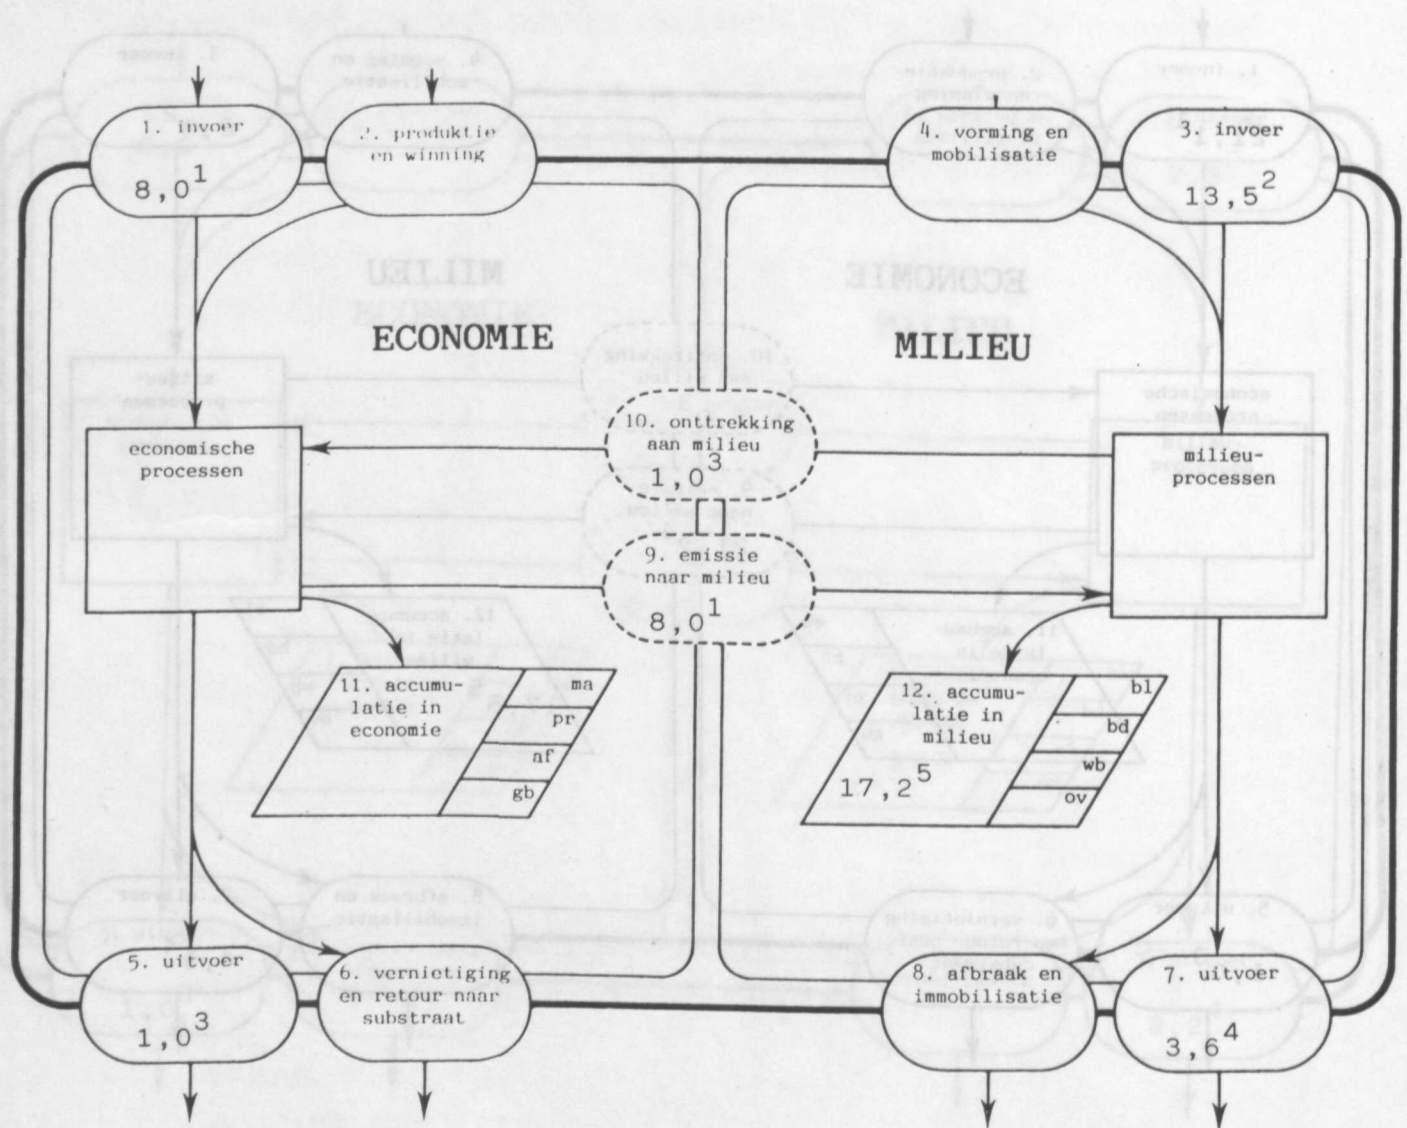 1. invoer
8,0¹
2. produktie
en winning
4. vorming en
mobilisatie
3. invoer
13,5²
ECONOMIE
MILIEU
economische
processen
10. onttrekking
aan milieu
1,0³
milieu-
processen
9. emissie
naar milieu
8,0¹
11. accumu-
latie in
economie
ma
pr
af
gb
12. accumu-
latie in
milieu
17,2⁵
bl
bd
wb
ov
5. uitvoer
1,0³
6. vernietiging
en retour naar
substraat
8. afbraak en
immobilisatie
7. uitvoer
3,6⁴